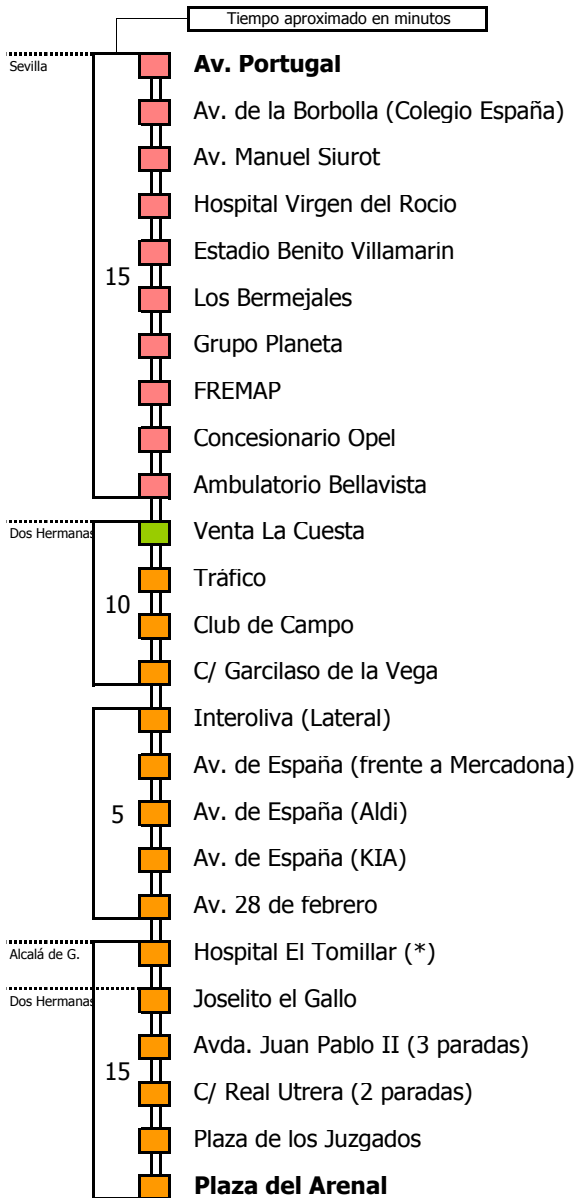 Tiempo aproximado en minutos
Sevilla
Av. Portugal
Av. de la Borbolla (Colegio España)
Av. Manuel Siurot
Hospital Virgen del Rocio
Estadio Benito Villamarin
15
Los Bermejales
Grupo Planeta
FREMAP
Concesionario Opel
Ambulatorio Bellavista
Dos Hermanas
Venta La Cuesta
Tráfico
10
Club de Campo
C/ Garcilaso de la Vega
Interoliva (Lateral)
Av. de España (frente a Mercadona)
5
Av. de España (Aldi)
Av. de España (KIA)
Av. 28 de febrero
Alcalá de G.
Hospital El Tomillar (*)
Dos Hermanas
Joselito el Gallo
Avda. Juan Pablo II (3 paradas)
15
C/ Real Utrera (2 paradas)
Plaza de los Juzgados
Plaza del Arenal